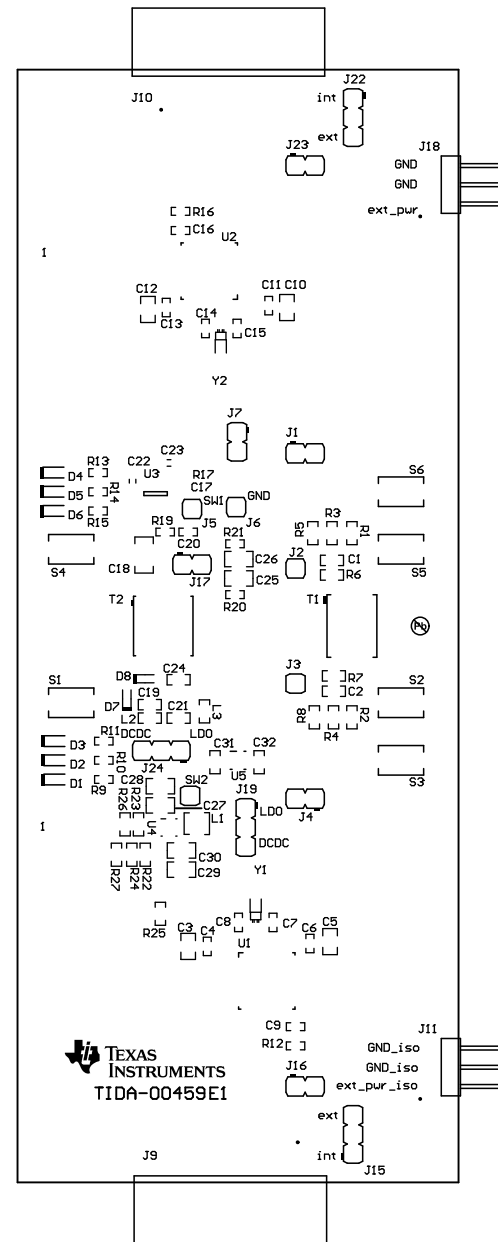 J22
J10
int
ext
J23
J18
GND
GND
ext_pwr
R16
C16
U2
1
C12
C13
C14
C15
C11
C10
Y2
J7
J1
C23
C22
U3
R17
C17
SW1
GND
R13
D4
D5
R14
D6
R15
S6
R3
R5
R1
R19
C20
J5
J6
R21
S4
C18
J17
C26
C25
R20
J2
C1
R6
S5
T2
T1
Pb
S1
D8
C24
D7
C19
L2
C21
L3
J3
R7
C2
S2
R8
R4
R2
D3
R11
DCDC
LDO
J24
C31
C32
U5
D2
R10
D1
R9
C28
SW2
S3
R26
R23
C27
J19
LDO
J4
1
U4
L1
DCDC
R27
R24
R22
C30
C29
Y1
R25
C3
C4
C8
U1
C7
C6
C5
C9
R12
J11
GND_iso
GND_iso
ext_pwr_iso
TEXAS
INSTRUMENTS
TIDA-00459E1
J16
ext
int
J15
J9